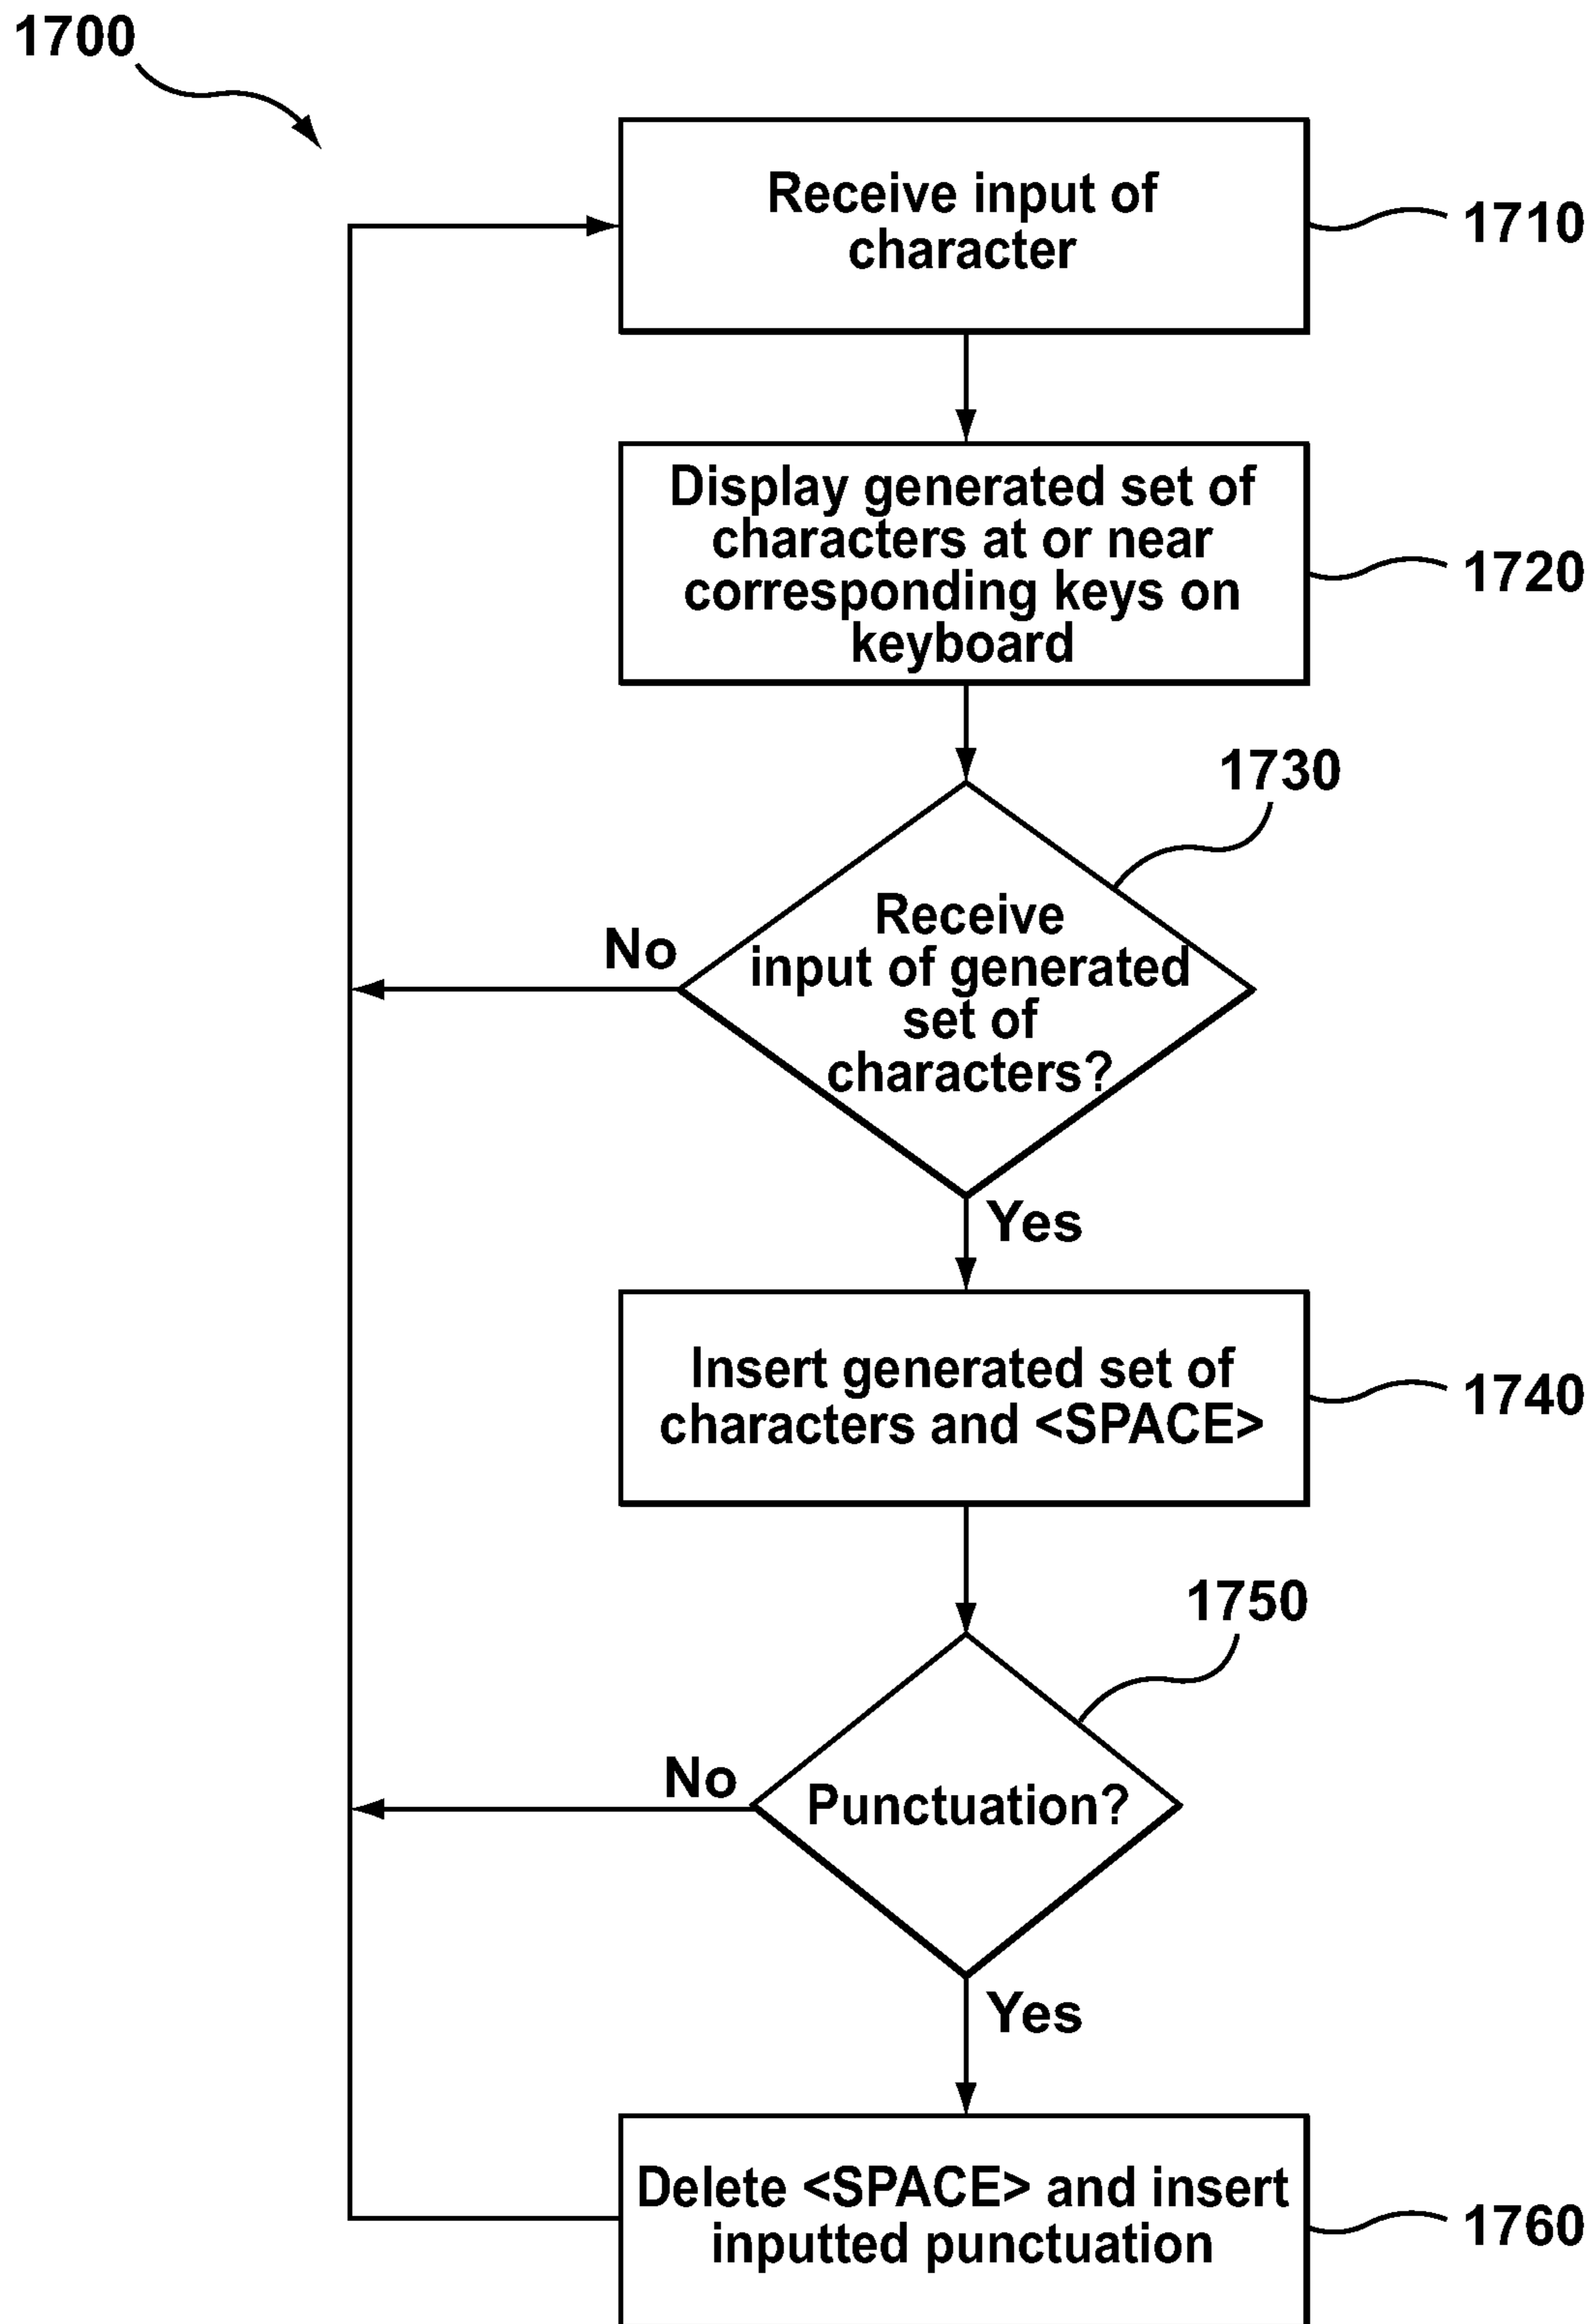 1700
Receive input of
character
1710
Display generated set of
characters at or near
corresponding keys on
keyboard
1720
1730
Receive
input of generated
set of
characters?
No
Yes
Insert generated set of
characters and <SPACE>
1740
1750
Punctuation?
No
Yes
Delete <SPACE> and insert
inputted punctuation
1760